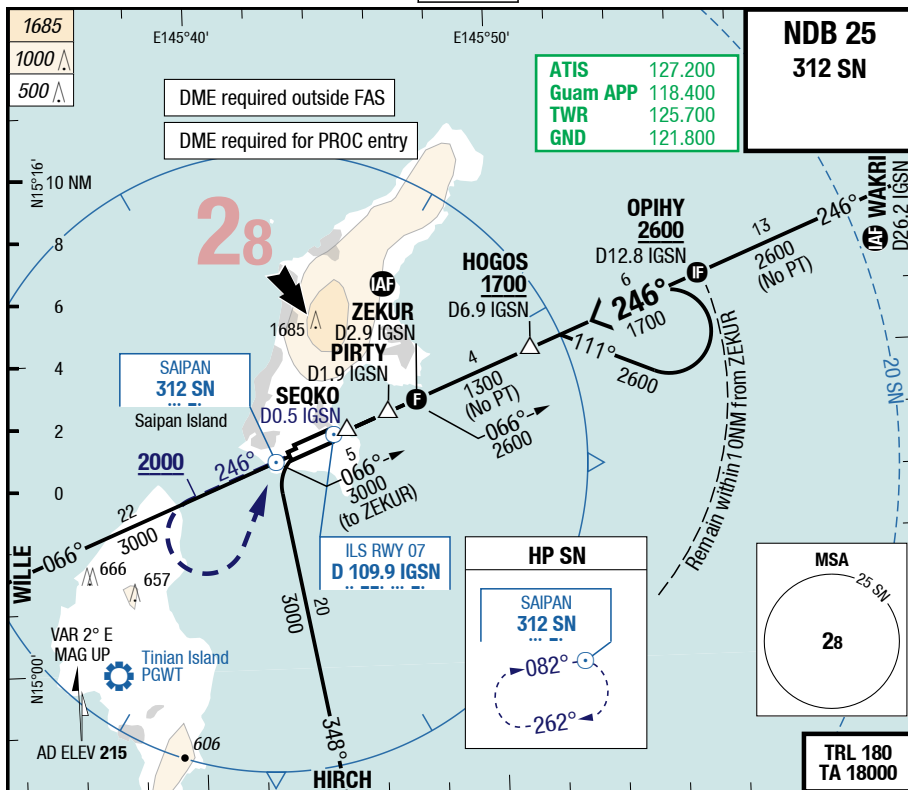 1685
1000
500
E145°40'
E145°50'
NDB 25
312 SN
ATIS 127.200
Guam APP 118.400
TWR 125.700
GND 121.800
DME required outside FAS
DME required for PROC entry
N15°16'
10 NM
8
6
4
2
0
28
1685
IAF
ZEKUR
D2.9 IGSN
PIRTY
D1.9 IGSN
SEQKO
D0.5 IGSN
HOGOS
1700
D6.9 IGSN
OPIHY
2600
D12.8 IGSN
IF
13
2600
(No PT)
246°
IAF WAKRI
D26.2 IGSN
6
246°
1700
111°
2600
4
1300
(No PT)
F
066°
2600
Remain within 10NM from ZEKUR
20 SN
SAIPAN
312 SN
Saipan Island
2000
246°
5
066°
3000
(to ZEKUR)
22
3000
066°
WILLE
666
657
ILS RWY 07
D 109.9 IGSN
20
3000
348°
HIRCH
HP SN
SAIPAN
312 SN
082°
262°
MSA
25 SN
28
N15°00'
VAR 2° E
MAG UP
Tinian Island
PGWT
AD ELEV 215
606
TRL 180
TA 18000